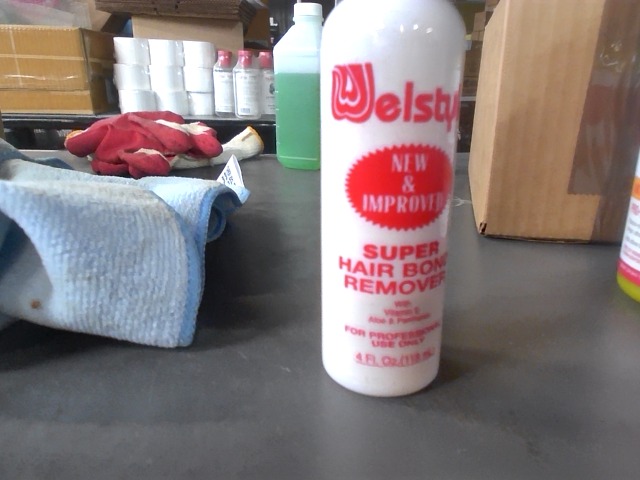 Welsty
NEW
&
IMPROVED
SUPER
HAIR BOND
REMOVER
With
Vitamin E
Aloe & Panthenol
FOR PROFESSIONAL
USE ONLY
4 FL. Oz.(118 mL